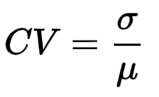 CV = σ/μ